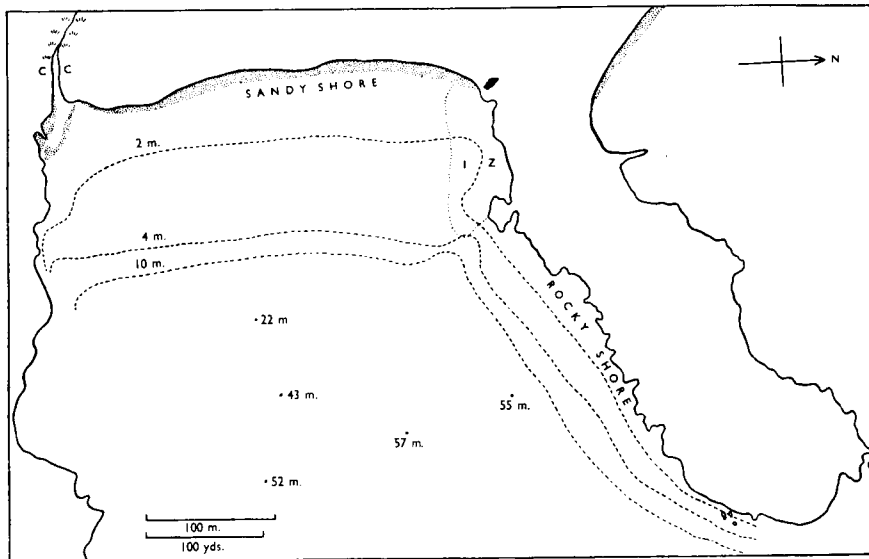 N
C C
SANDY SHORE
2 m.
I Z
4 m.
10 m.
ROCKY SHORE
22 m
43 m.
55 m.
57 m.
52 m.
100 m.
100 yds.